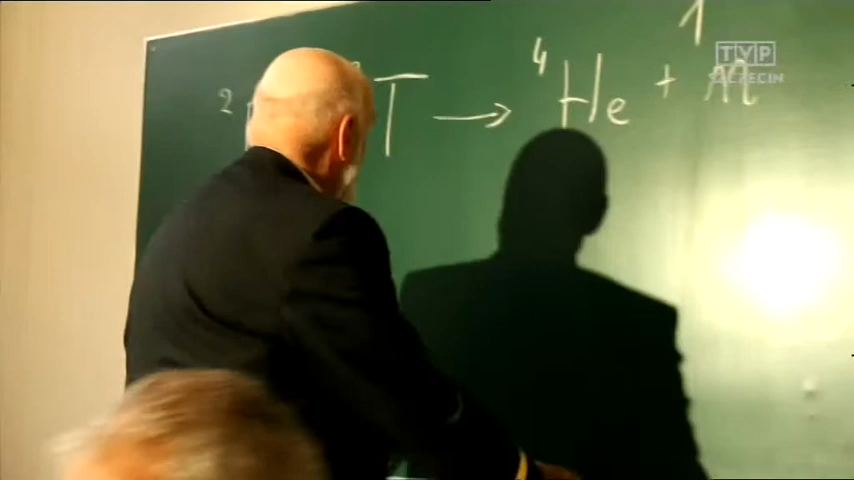 2 T → ⁴He + ¹n
TVP
SZCZECIN